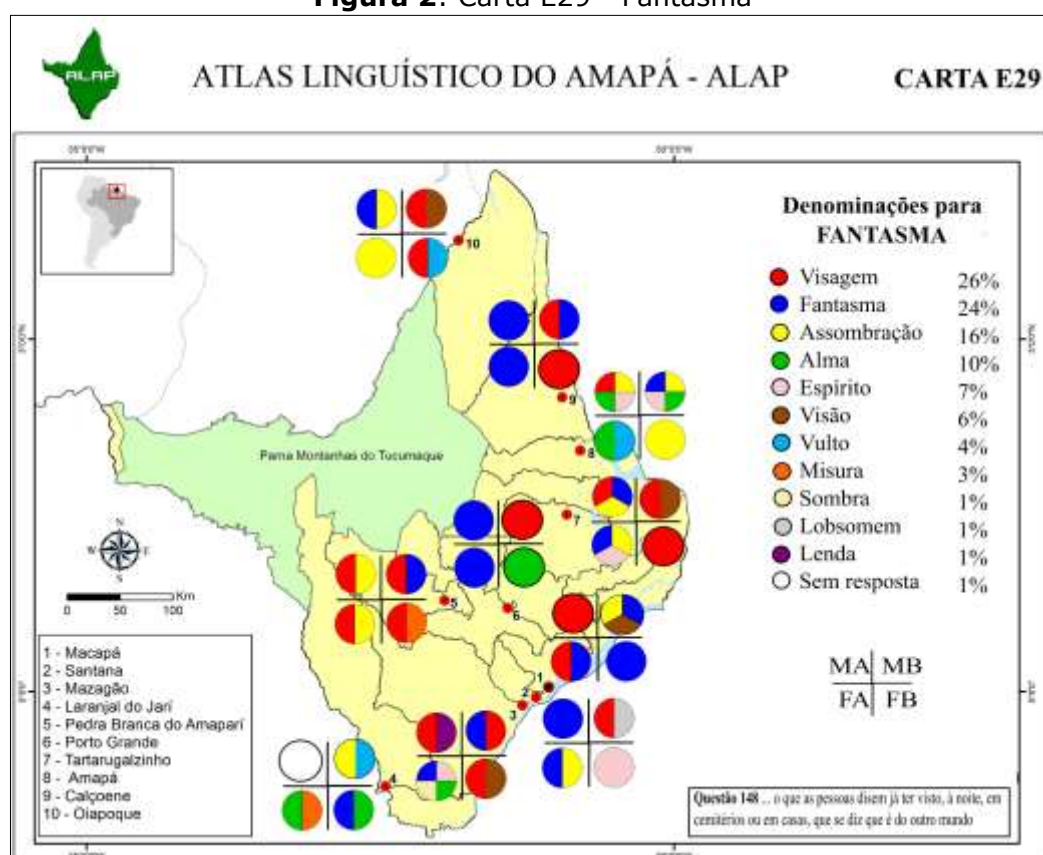 Figura 2: Carta E29 - Fantasma
ALAP
ATLAS LINGUÍSTICO DO AMAPÁ - ALAP
CARTA E29
Denominações para
FANTASMA
Visagem 26%
Fantasma 24%
Assombração 16%
Alma 10%
Espírito 7%
Visão 6%
Vulto 4%
Misura 3%
Sombra 1%
Lobsomem 1%
Lenda 1%
Sem resposta 1%
10
9
8
Parna Montanhas do Tucumaque
7
5
6
1
2
3
4
N
W E
S
Km
0 50 100
1 - Macapá
2 - Santana
3 - Mazagão
4 - Laranjal do Jarí
5 - Pedra Branca do Amaparí
6 - Porto Grande
7 - Tartarugalzinho
8 - Amapá
9 - Calçoene
10 - Oiapoque
MA MB
FA FB
Questão 148 ... o que as pessoas disem já ter visto, à noite, em
cemitérios ou em casas, que se diz que é do outro mundo